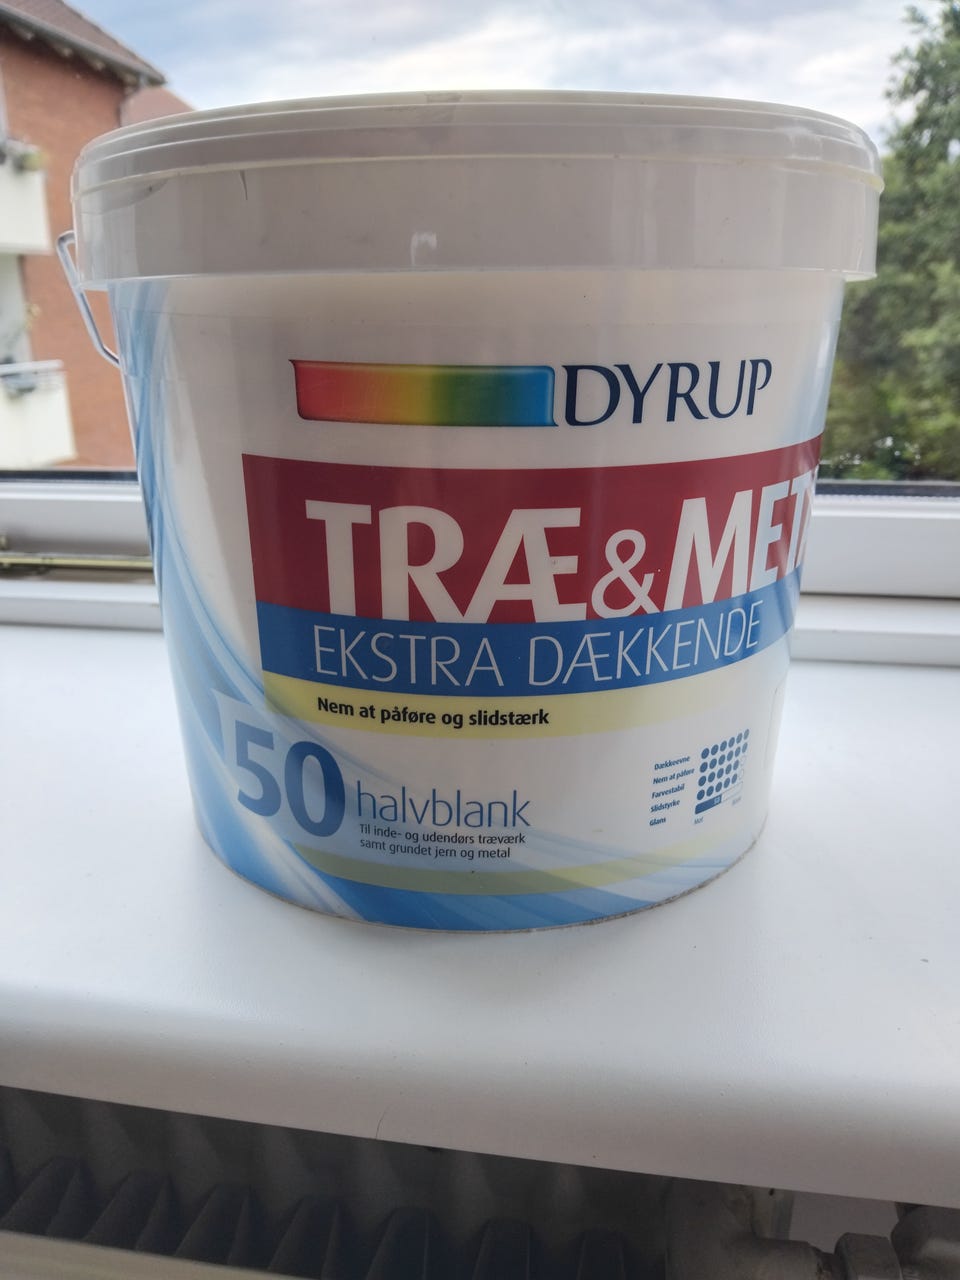 DYRUP
TRÆ & MET
EKSTRA DÆKKENDE
Nem at påføre og slidstærk
50 halvblank
Til inde- og udendørs træværk
samt grundet jern og metal
Dækkeevne
Nem at påføre
Farvestabil
Slidstyrke
Glans
Mat